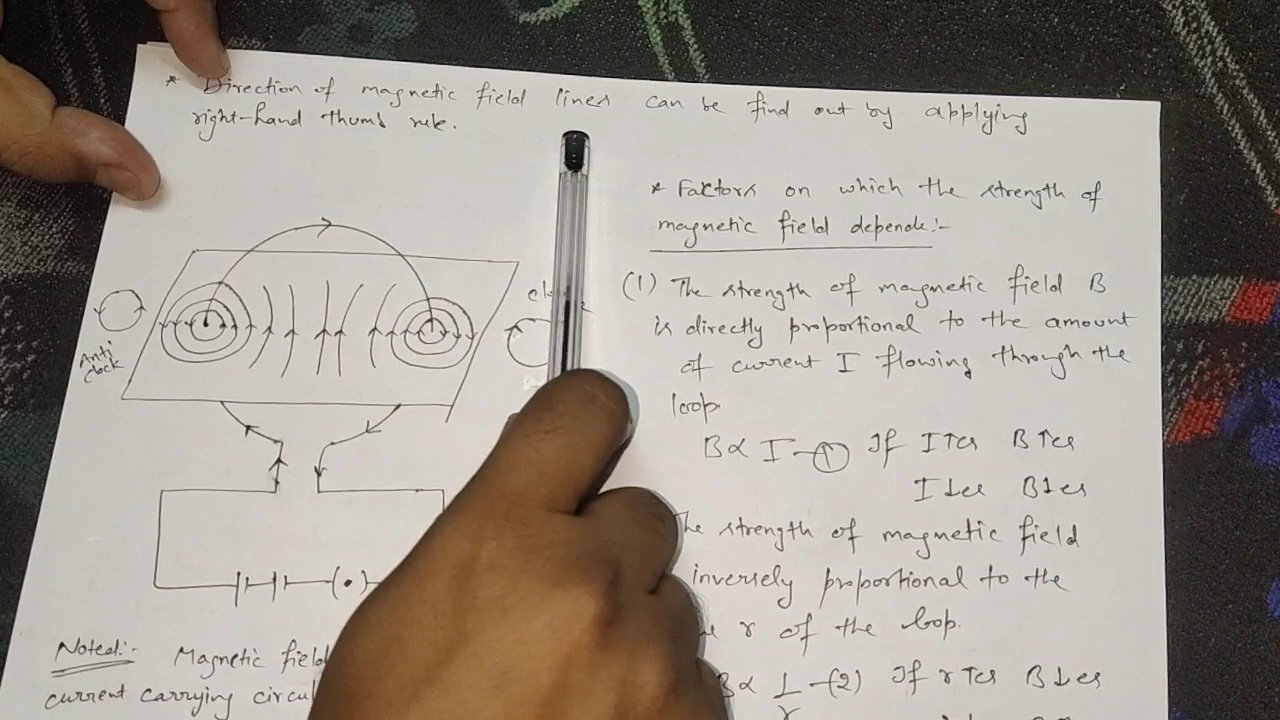 * Direction of magnetic field lines can be find out by applying
right-hand thumb rule.
* Factors on which the strength of
magnetic field depends:-
(1) The strength of magnetic field B
is directly proportional to the amount
of current I flowing through the
loop
B∝ I-① If I↑es B↑es
I↓es B↓es
strength of magnetic field
inversely proportional to the
r of the loop.
∝ 1/r -(2) If r↑es B↓es
Anti
clock
Noted:- Magnetic field
current carrying